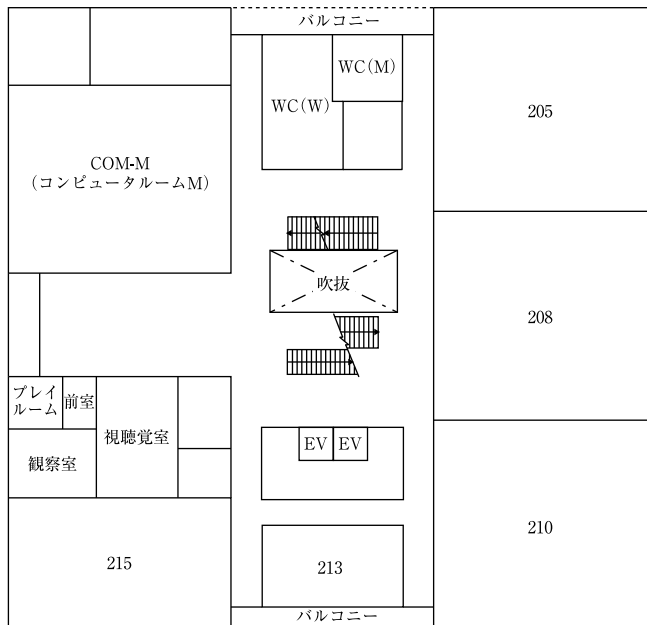 バルコニー
WC(M)
WC(W)
205
COM-M
(コンピュータルームM)
吹抜
208
プレイ
ルーム
前室
視聴覚室
EV
EV
観察室
210
215
213
バルコニー